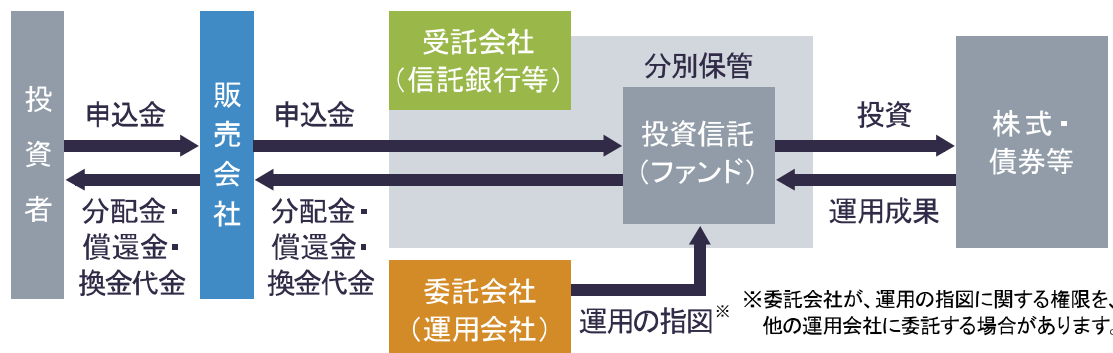 投資者
申込金
分配金・
償還金・
換金代金
販売会社
申込金
分配金・
償還金・
換金代金
受託会社
(信託銀行等)
分別保管
投資信託
(ファンド)
委託会社
(運用会社)
運用の指図※
投資
運用成果
株式・
債券等
※委託会社が、運用の指図に関する権限を、
他の運用会社に委託する場合があります。